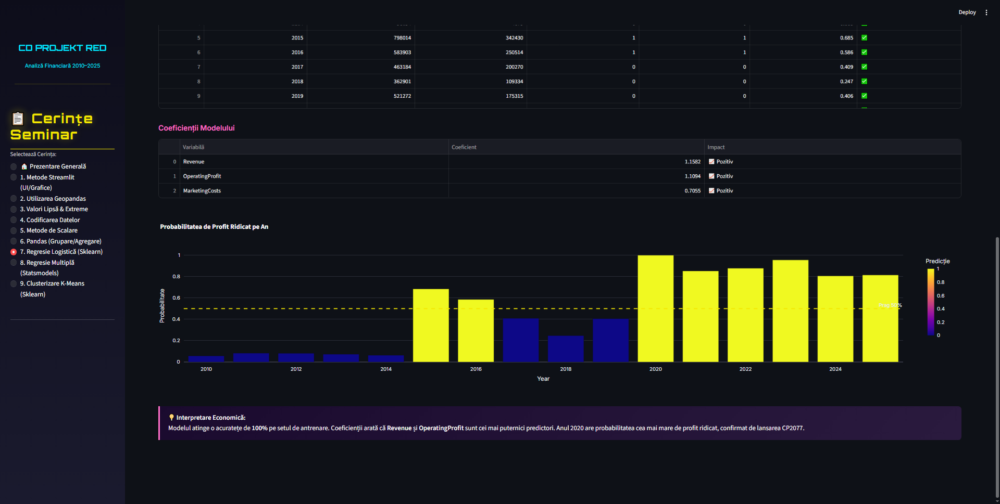 Deploy
CD PROJEKT RED
Analiză Financiară 2010–2025
📋 Cerințe
Seminar
Selectează Cerința:
🏠 Prezentare Generală
1. Metode Streamlit
(UI/Grafice)
2. Utilizarea Geopandas
3. Valori Lipsă & Extreme
4. Codificarea Datelor
5. Metode de Scalare
6. Pandas (Grupare/Agregare)
7. Regresie Logistică (Sklearn)
8. Regresie Multiplă
(Statsmodels)
9. Clusterizare K-Means
(Sklearn)
5 2015 798014 342430 1 1 0.685 ✅
6 2016 583903 250514 1 1 0.586 ✅
7 2017 463184 200270 0 0 0.409 ✅
8 2018 362901 109334 0 0 0.247 ✅
9 2019 521272 175315 0 0 0.406 ✅
Coeficienții Modelului
Variabilă Coeficient Impact
0 Revenue 1.1582 📈 Pozitiv
1 OperatingProfit 1.1094 📈 Pozitiv
2 MarketingCosts 0.7055 📈 Pozitiv
Probabilitatea de Profit Ridicat pe An
Probabilitate
1
0.8
0.6
0.4
0.2
0
2010 2012 2014 2016 2018 2020 2022 2024
Year
Prag 50%
Predicție
1
0.8
0.6
0.4
0.2
0
💡 Interpretare Economică:
Modelul atinge o acuratețe de 100% pe setul de antrenare. Coeficienții arată că Revenue și OperatingProfit sunt cei mai puternici predictori. Anul 2020 are probabilitatea cea mai mare de profit ridicat, confirmat de lansarea CP2077.